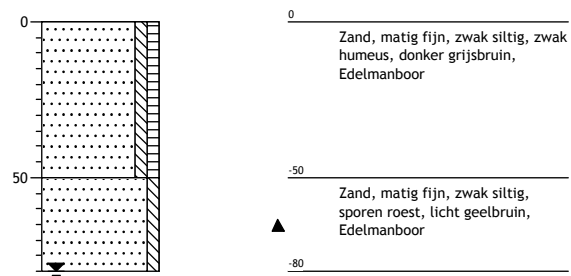 0
50
0
Zand, matig fijn, zwak siltig, zwak
humeus, donker grijsbruin,
Edelmanboor
-50
Zand, matig fijn, zwak siltig,
sporen roest, licht geelbruin,
Edelmanboor
-80